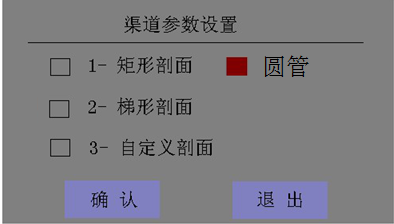 渠道参数设置
1- 矩形剖面 圆管
2- 梯形剖面
3- 自定义剖面
确 认 退 出